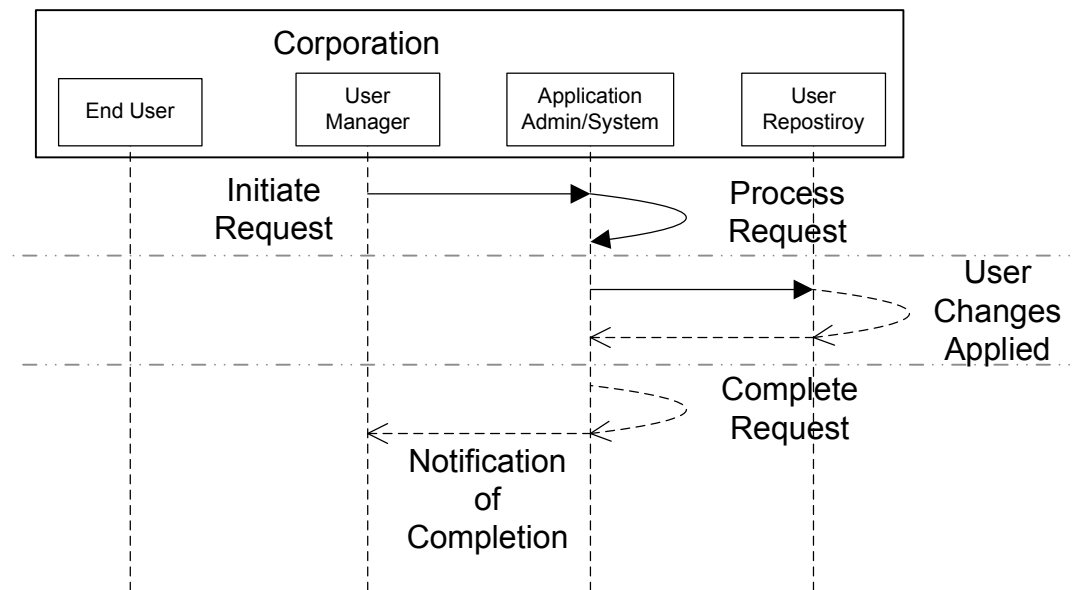 Corporation
End User
User
Manager
Application
Admin/System
User
Repostiroy
Initiate
Request
Process
Request
User
Changes
Applied
Complete
Request
Notification
of
Completion